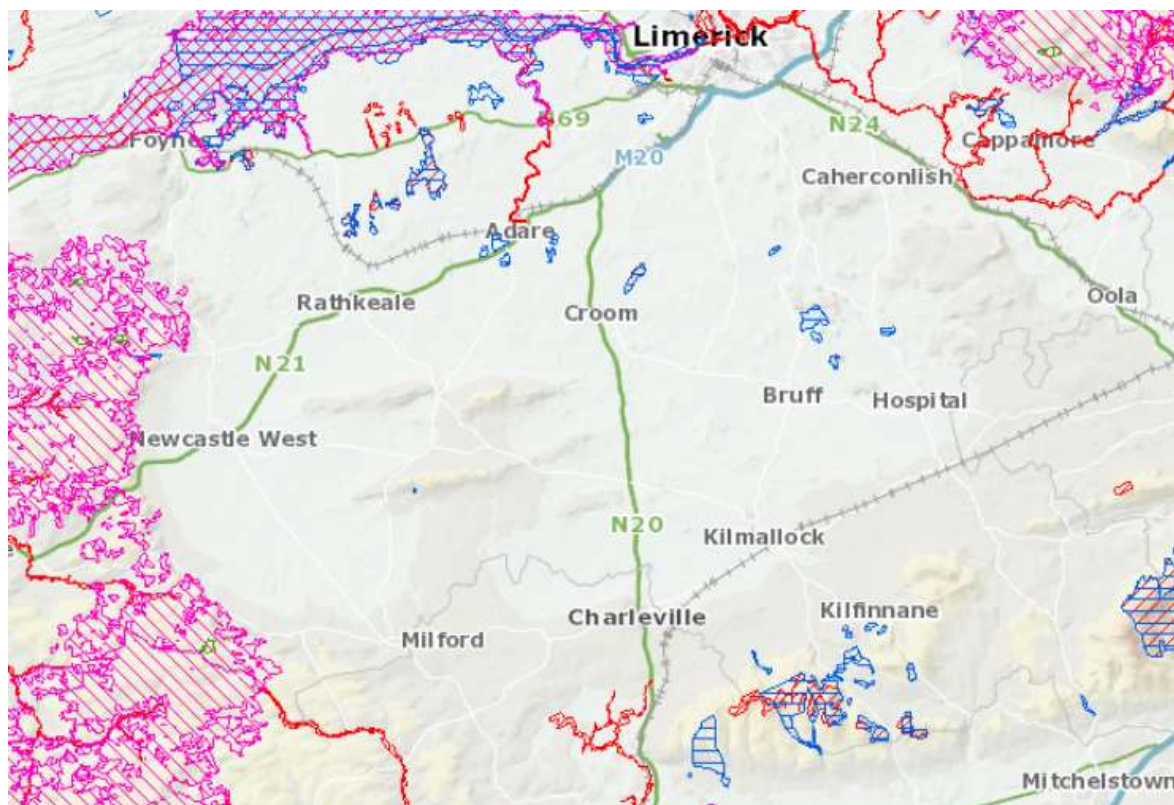 Limerick
N69
N24
Foynes
Cappamore
M20
Caherconlish
Adare
Rathkeale
Croom
Oola
N21
Bruff
Hospital
Newcastle West
N20
Kilmallock
Charleville
Kilfinnane
Milford
Mitchelstown